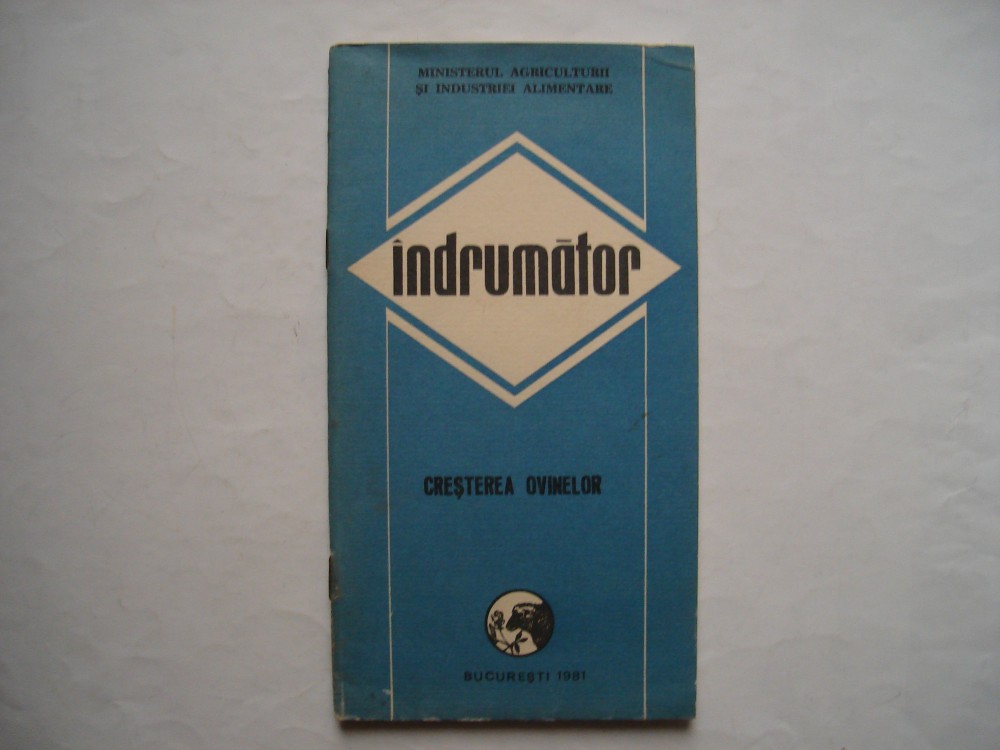 MINISTERUL AGRICULTURII
ȘI INDUSTRIEI ALIMENTARE
îndrumător
CREȘTEREA OVINELOR
BUCUREȘTI 1981